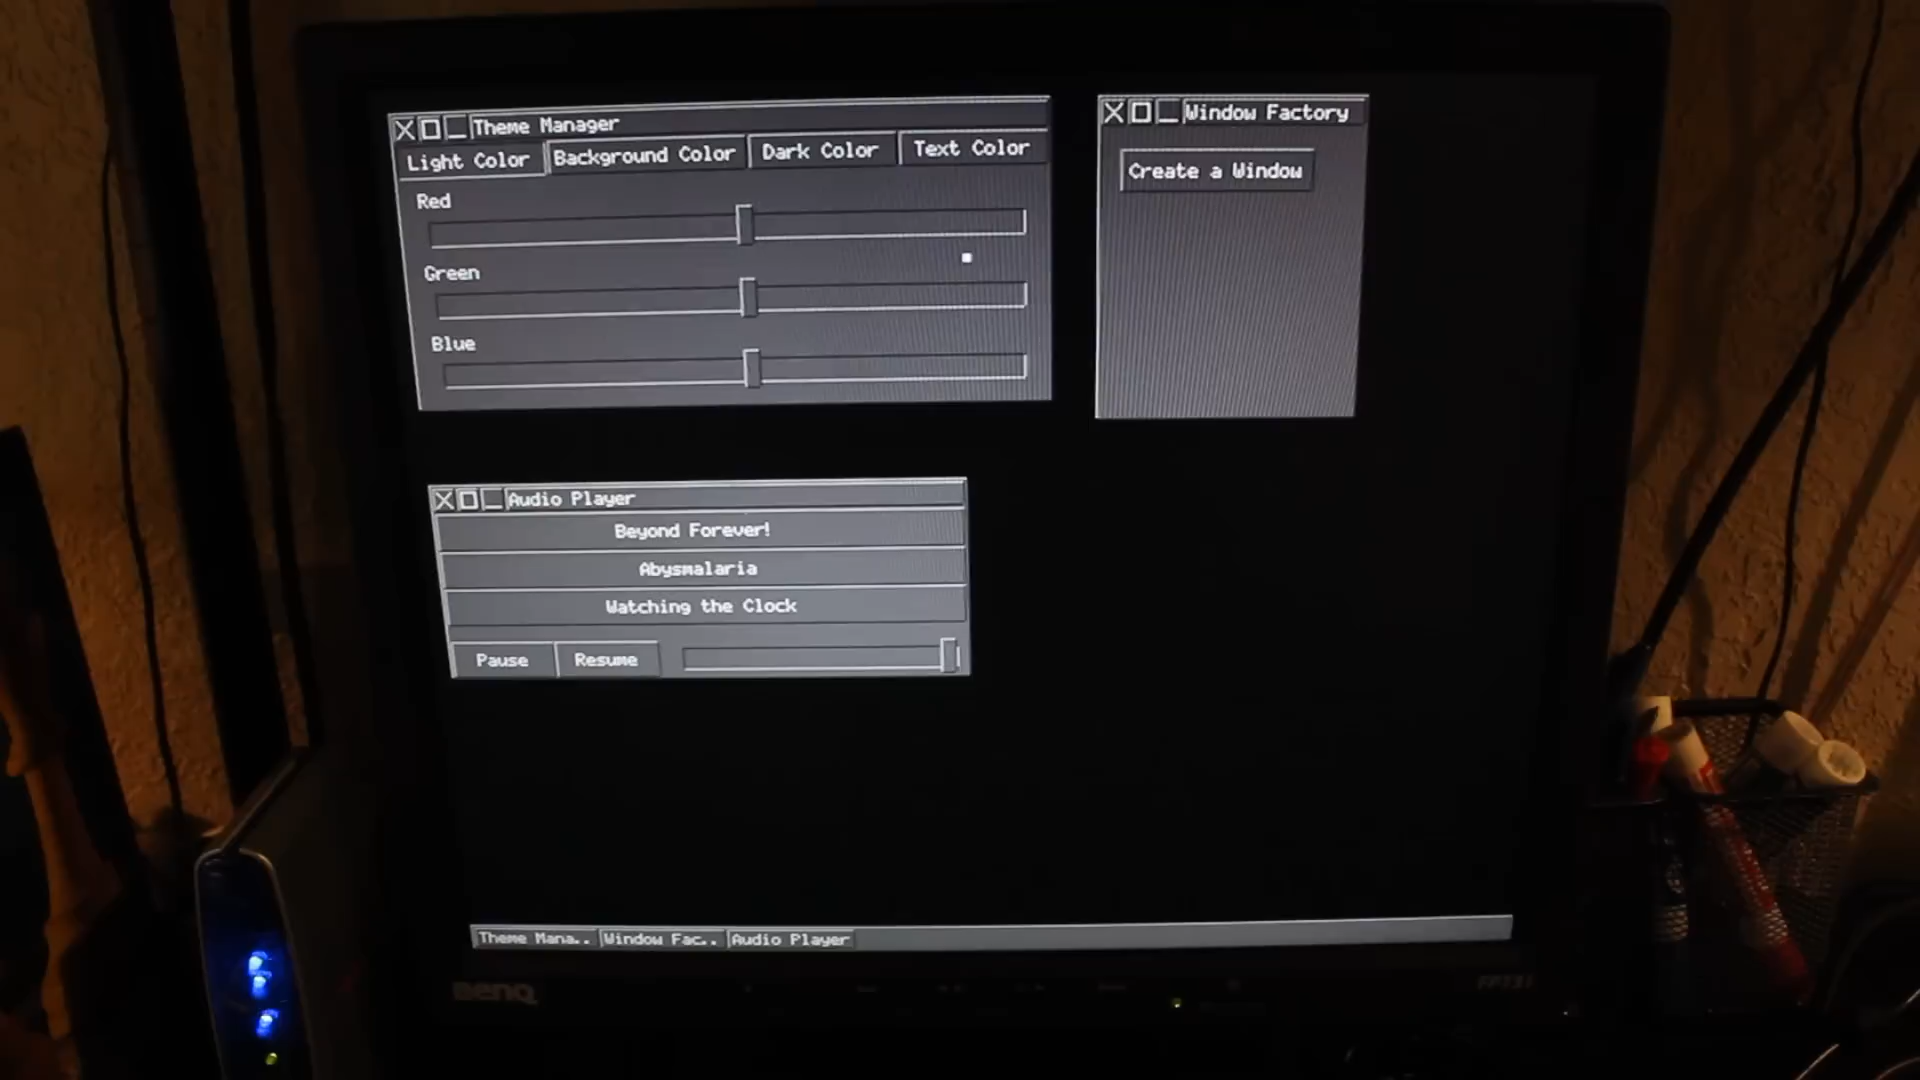 Theme Manager
Light Color Background Color Dark Color Text Color
Red
Green
Blue
Window Factory
Create a Window
Audio Player
Beyond Forever!
Abysmalaria
Watching the Clock
Pause Resume
Theme Mana.. Window Fac.. Audio Player
BenQ